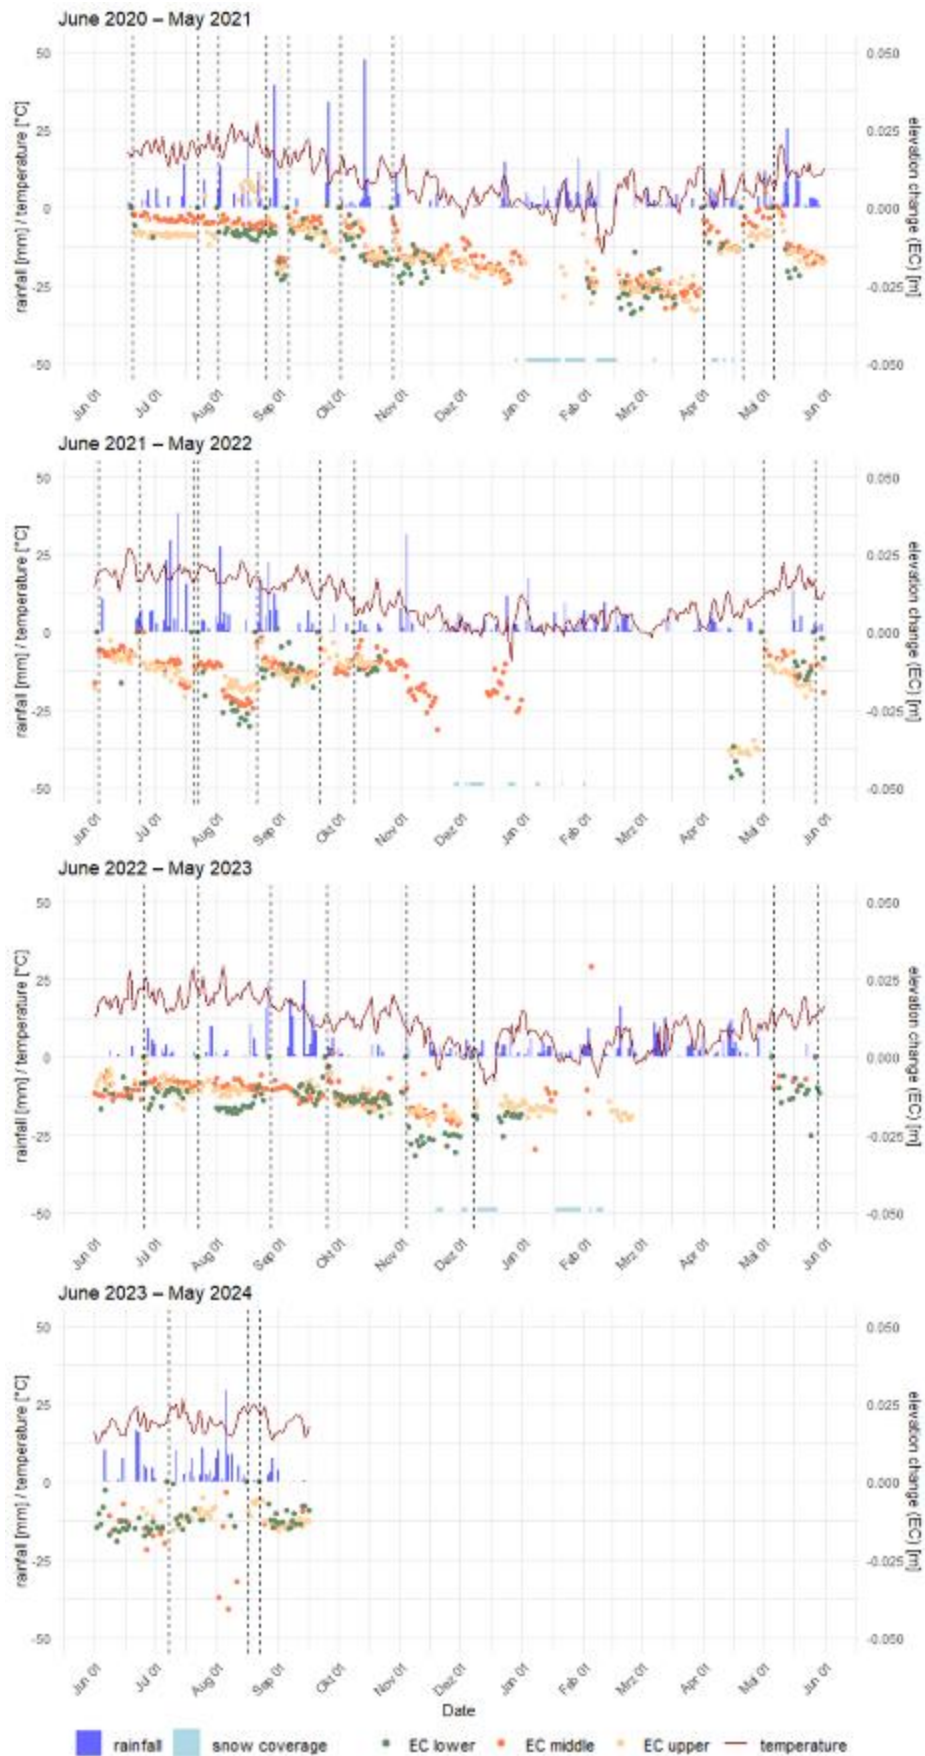 June 2020 – May 2021
rainfall [mm] / temperature [°C]
50
25
0
-25
-50
0.050
0.025
0.000
-0.025
-0.050
elevation change (EC) [m]
Jun 01 Jul 01 Aug 01 Sep 01 Okt 01 Nov 01 Dez 01 Jan 01 Feb 01 Mrz 01 Apr 01 Mai 01 Jun 01
June 2021 – May 2022
rainfall [mm] / temperature [°C]
50
25
0
-25
-50
0.050
0.025
0.000
-0.025
-0.050
elevation change (EC) [m]
Jun 01 Jul 01 Aug 01 Sep 01 Okt 01 Nov 01 Dez 01 Jan 01 Feb 01 Mrz 01 Apr 01 Mai 01 Jun 01
June 2022 – May 2023
rainfall [mm] / temperature [°C]
50
25
0
-25
-50
0.050
0.025
0.000
-0.025
-0.050
elevation change (EC) [m]
Jun 01 Jul 01 Aug 01 Sep 01 Okt 01 Nov 01 Dez 01 Jan 01 Feb 01 Mrz 01 Apr 01 Mai 01 Jun 01
June 2023 – May 2024
rainfall [mm] / temperature [°C]
50
25
0
-25
-50
0.050
0.025
0.000
-0.025
-0.050
elevation change (EC) [m]
Jun 01 Jul 01 Aug 01 Sep 01 Okt 01 Nov 01 Dez 01 Jan 01 Feb 01 Mrz 01 Apr 01 Mai 01 Jun 01
Date
rainfall snow coverage EC lower EC middle EC upper temperature